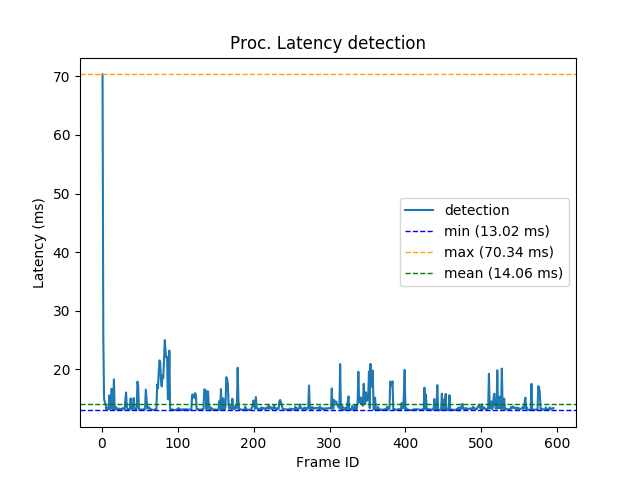 Proc. Latency detection
70
60
50
40
30
20
Latency (ms)
detection
min (13.02 ms)
max (70.34 ms)
mean (14.06 ms)
0 100 200 300 400 500 600
Frame ID